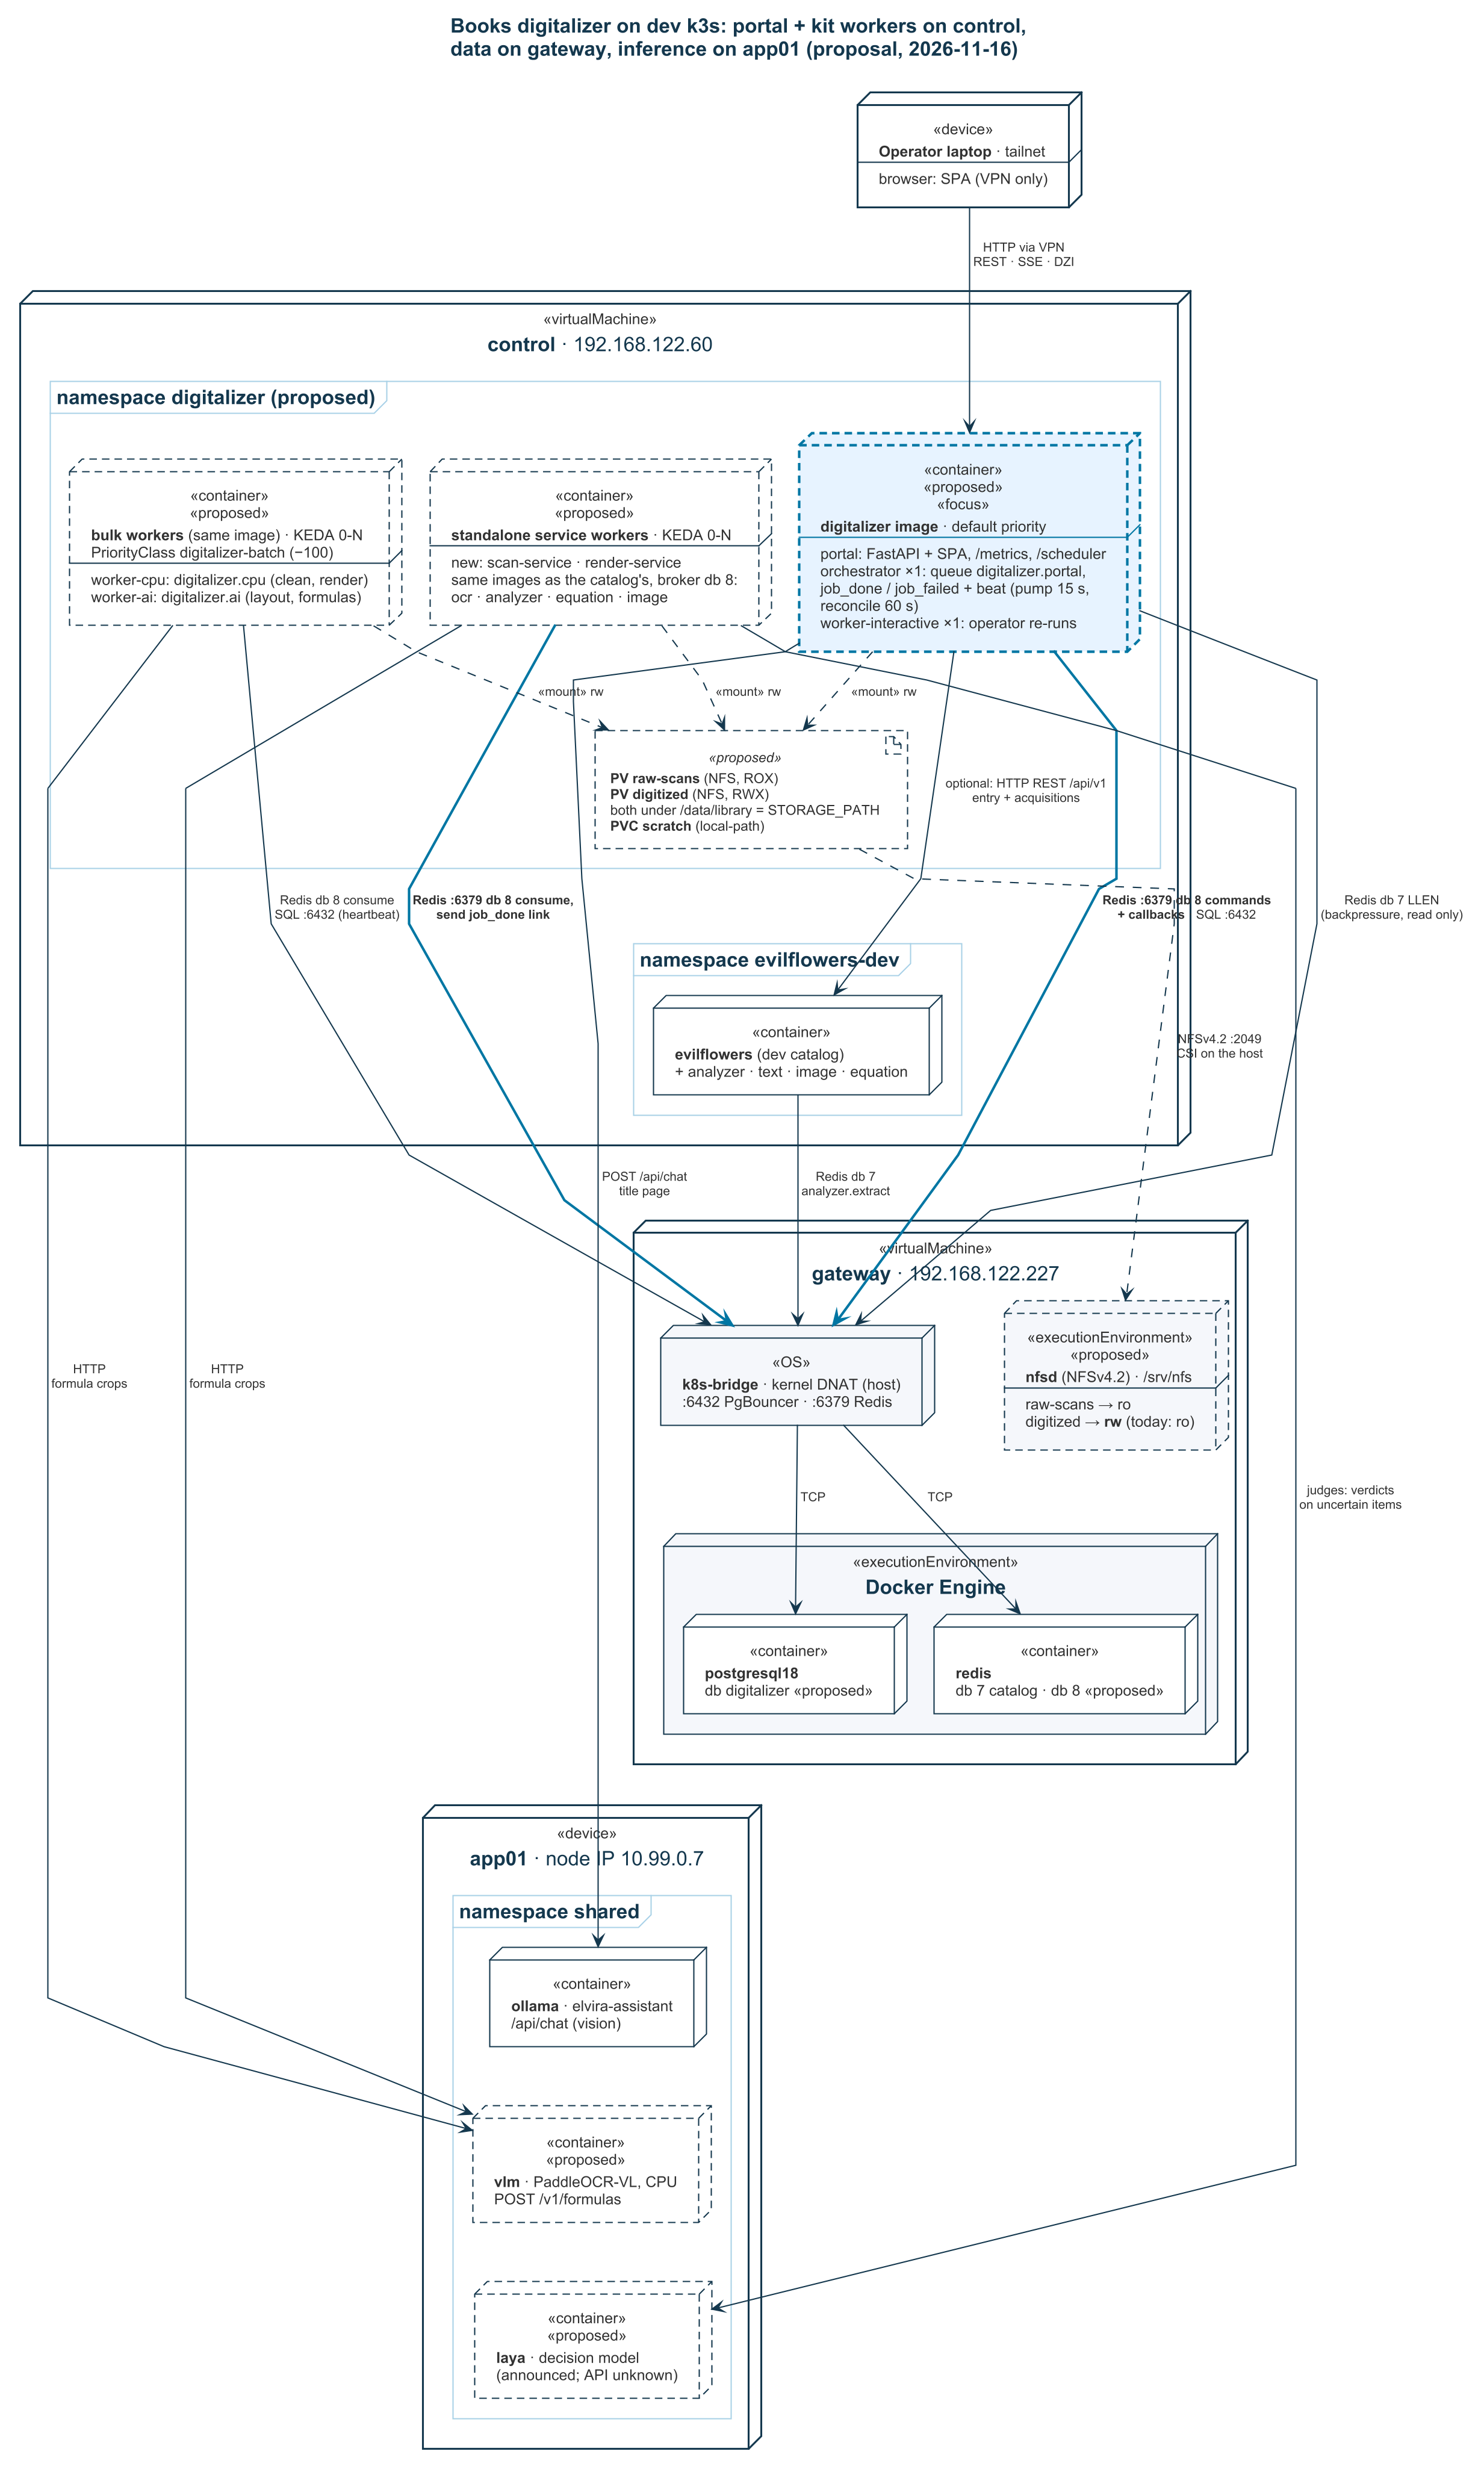 Books digitalizer on dev k3s: portal + kit workers on control,
data on gateway, inference on app01 (proposal, 2026-11-16)
«device»
Operator laptop · tailnet
browser: SPA (VPN only)
HTTP via VPN
REST · SSE · DZI
«virtualMachine»
control · 192.168.122.60
namespace digitalizer (proposed)
«container»
«proposed»
bulk workers (same image) · KEDA 0-N
PriorityClass digitalizer-batch (−100)
worker-cpu: digitalizer.cpu (clean, render)
worker-ai: digitalizer.ai (layout, formulas)
«container»
«proposed»
standalone service workers · KEDA 0-N
new: scan-service · render-service
same images as the catalog's, broker db 8:
ocr · analyzer · equation · image
«container»
«proposed»
«focus»
digitalizer image · default priority
portal: FastAPI + SPA, /metrics, /scheduler
orchestrator ×1: queue digitalizer.portal,
job_done / job_failed + beat (pump 15 s,
reconcile 60 s)
worker-interactive ×1: operator re-runs
«mount» rw
«mount» rw
«mount» rw
«proposed»
PV raw-scans (NFS, ROX)
PV digitized (NFS, RWX)
both under /data/library = STORAGE_PATH
PVC scratch (local-path)
optional: HTTP REST /api/v1
entry + acquisitions
Redis db 8 consume
SQL :6432 (heartbeat)
Redis :6379 db 8 consume,
send job_done link
Redis :6379 db 8 commands
+ callbacks SQL :6432
Redis db 7 LLEN
(backpressure, read only)
namespace evilflowers-dev
«container»
evilflowers (dev catalog)
+ analyzer · text · image · equation
NFSv4.2 :2049
CSI on the host
POST /api/chat
title page
Redis db 7
analyzer.extract
«virtualMachine»
gateway · 192.168.122.227
«OS»
k8s-bridge · kernel DNAT (host)
:6432 PgBouncer · :6379 Redis
«executionEnvironment»
«proposed»
nfsd (NFSv4.2) · /srv/nfs
raw-scans → ro
digitized → rw (today: ro)
HTTP
formula crops
HTTP
formula crops
TCP
TCP
judges: verdicts
on uncertain items
«executionEnvironment»
Docker Engine
«container»
postgresql18
db digitalizer «proposed»
«container»
redis
db 7 catalog · db 8 «proposed»
«device»
app01 · node IP 10.99.0.7
namespace shared
«container»
ollama · elvira-assistant
/api/chat (vision)
«container»
«proposed»
vlm · PaddleOCR-VL, CPU
POST /v1/formulas
«container»
«proposed»
laya · decision model
(announced; API unknown)